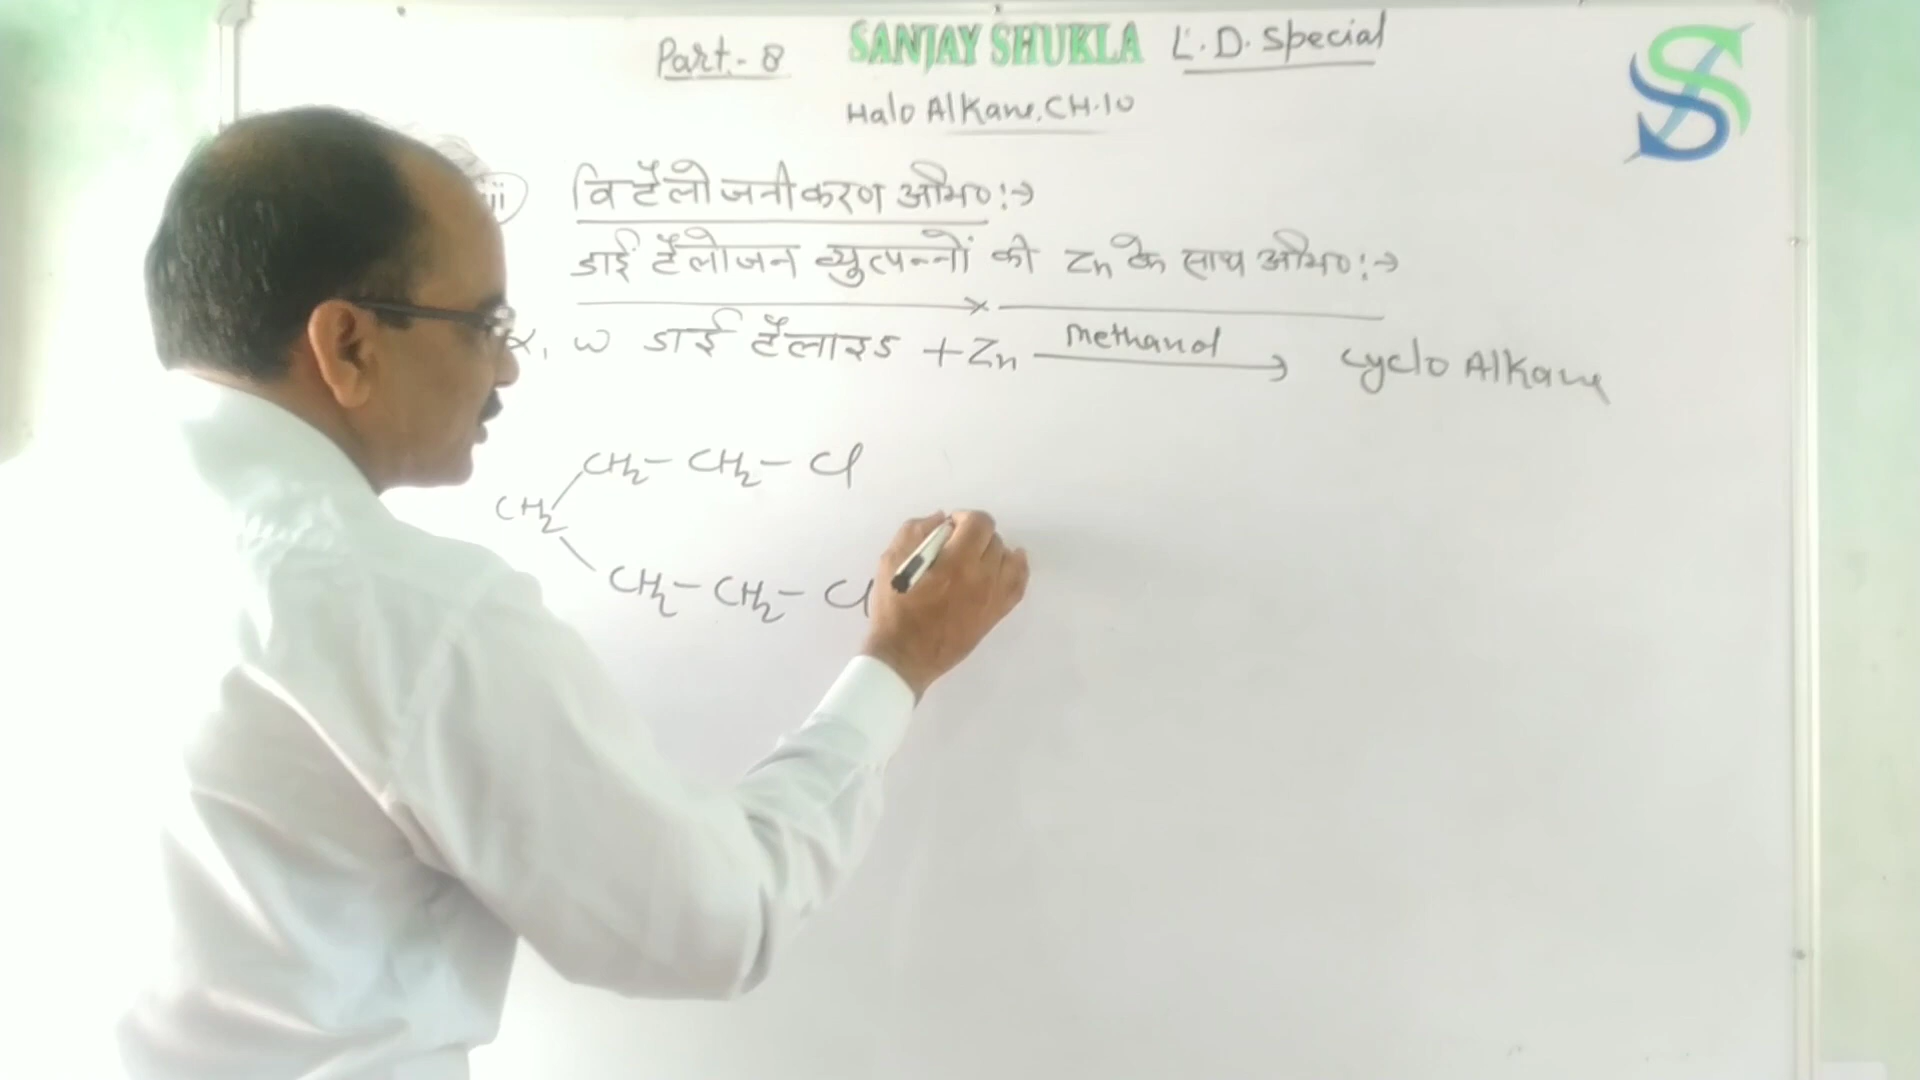 Part.- 8 SANJAY SHUKLA L.D. Special
Halo Alkane, CH.10
ii विहैलोजनीकरण अभि० :→
डाई हैलोजन व्युत्पन्नों की Zn के साथ अभि० :→
α, ω डाई हैलाइड + Zn methanol → cyclo Alkane
CH2 - CH2 - Cl
CH2
CH2 - CH2 - Cl